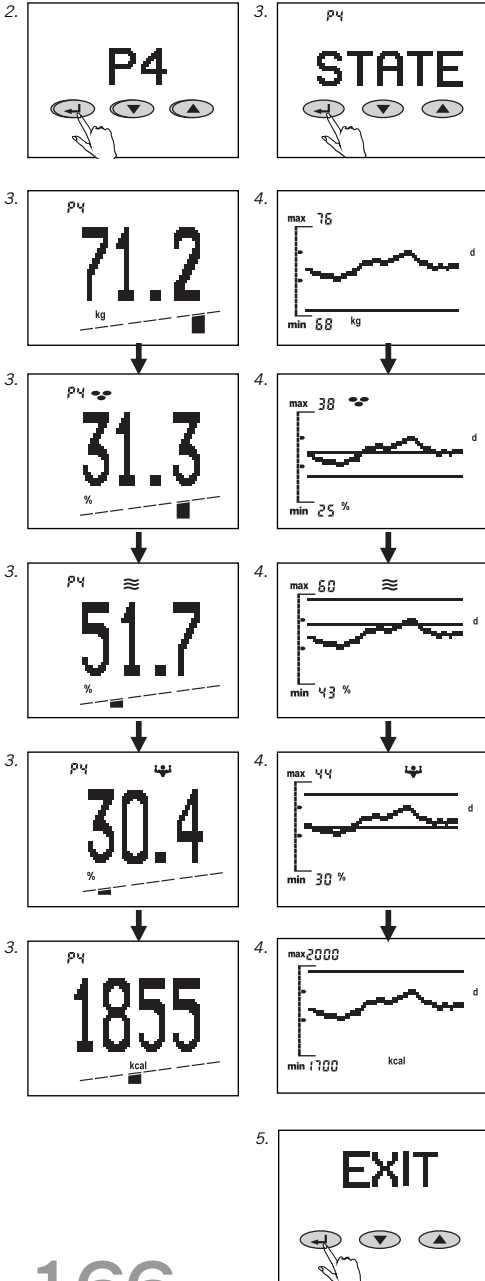 2.
P4
3.
P4
STATE
3.
P4
71.2
kg
4.
max 76
d
min 68 kg
3.
P4
31.3
%
4.
max 38
d
min 25 %
3.
P4
51.7
%
4.
max 60
d
min 43 %
3.
P4
30.4
%
4.
max 44
d
min 30 %
3.
P4
1855
kcal
4.
max 2000
d
min 1700 kcal
5.
EXIT
166